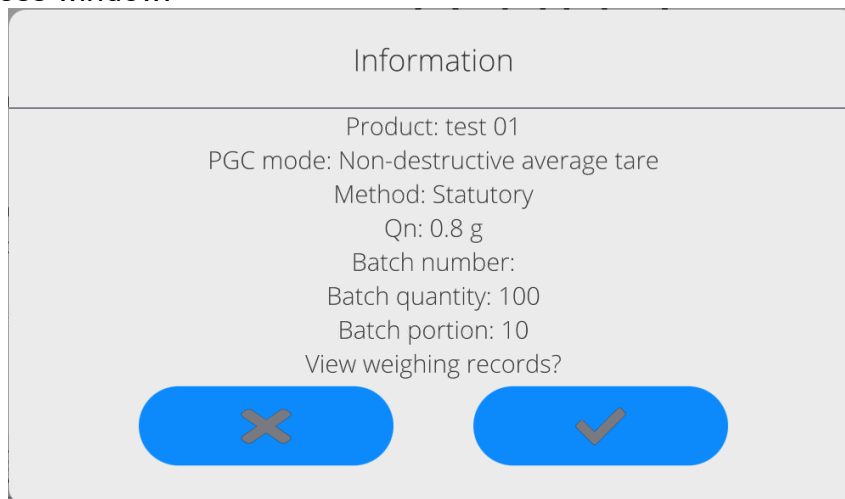 Information
Product: test 01
PGC mode: Non-destructive average tare
Method: Statutory
Qn: 0.8 g
Batch number:
Batch quantity: 100
Batch portion: 10
View weighing records?